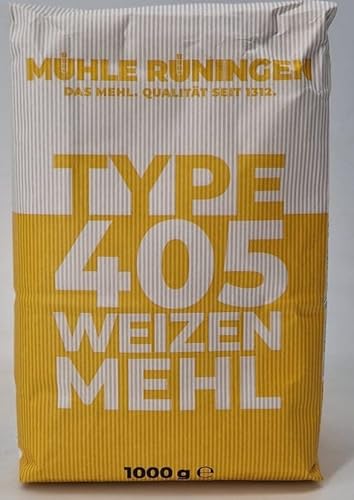 MÜHLE RÜNINGEN
DAS MEHL. QUALITÄT SEIT 1312.
TYPE
405
WEIZEN
MEHL
1000 g ℮